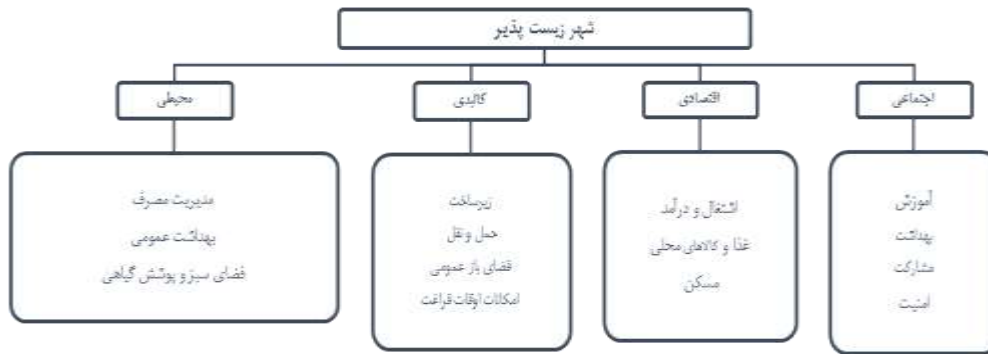 شهر زیست پذیر
اجتماعی
اقتصادی
کالبدی
محیطی
آموزش
بهداشت
مشارکت
امنیت
اشتغال و درآمد
غذا و کالاهای محلی
مسکن
زیرساخت
حمل و نقل
فضای باز عمومی
امکانات اوقات فراغت
مدیریت مصرف
بهداشت عمومی
فضای سبز و پوشش گیاهی